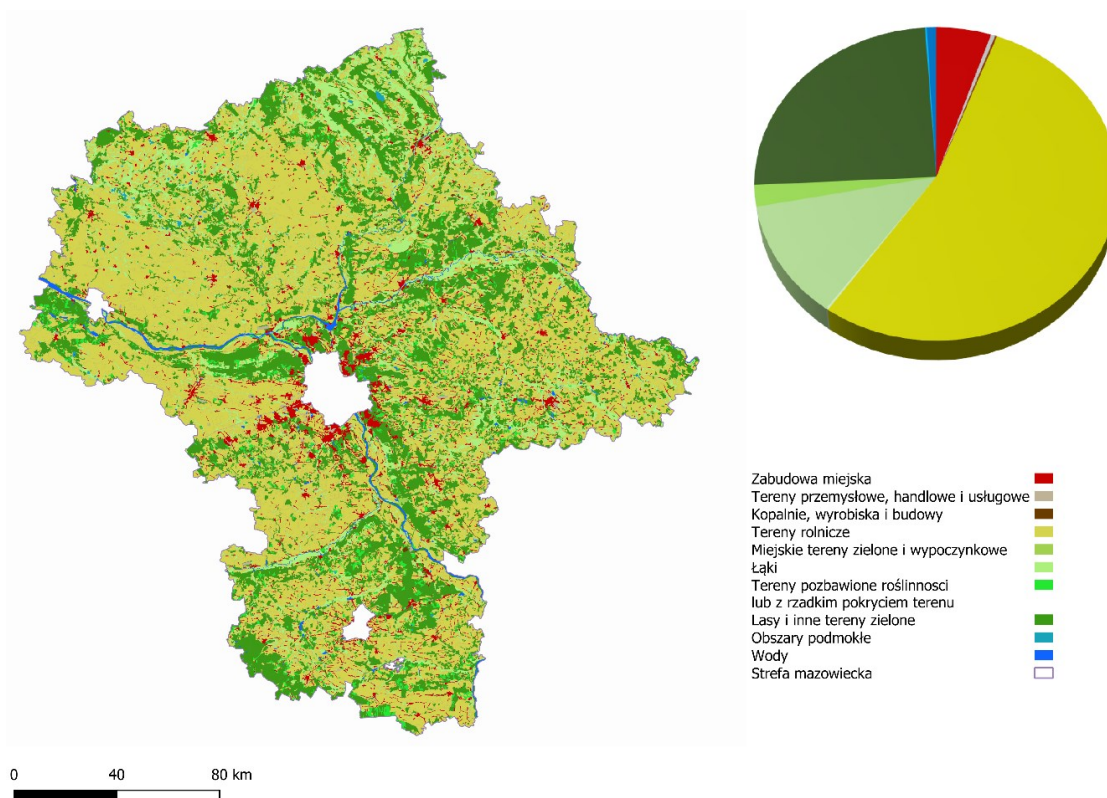 Zabudowa miejska
Tereny przemysłowe, handlowe i usługowe
Kopalnie, wyrobiska i budowy
Tereny rolnicze
Miejskie tereny zielone i wypoczynkowe
Łąki
Tereny pozbawione roślinnosci
lub z rzadkim pokryciem terenu
Lasy i inne tereny zielone
Obszary podmokłe
Wody
Strefa mazowiecka
0 40 80 km